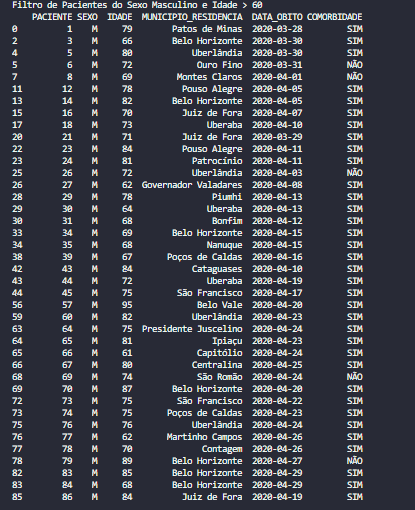 Filtro de Pacientes do Sexo Masculino e Idade > 60
PACIENTE SEXO IDADE MUNICIPIO_RESIDENCIA DATA_OBITO COMORBIDADE
0 1 M 79 Patos de Minas 2020-03-28 SIM
2 3 M 66 Belo Horizonte 2020-03-30 SIM
4 5 M 80 Uberlândia 2020-03-30 SIM
5 6 M 72 Ouro Fino 2020-03-31 NÃO
7 8 M 69 Montes Claros 2020-04-01 NÃO
11 12 M 78 Pouso Alegre 2020-04-05 SIM
13 14 M 82 Belo Horizonte 2020-04-05 SIM
15 16 M 70 Juiz de Fora 2020-04-07 SIM
17 18 M 73 Uberaba 2020-04-10 SIM
20 21 M 71 Juiz de Fora 2020-03-29 SIM
22 23 M 84 Pouso Alegre 2020-04-11 SIM
23 24 M 81 Patrocínio 2020-04-11 SIM
25 26 M 72 Uberlândia 2020-04-03 NÃO
26 27 M 62 Governador Valadares 2020-04-08 SIM
28 29 M 78 Piumhi 2020-04-13 SIM
29 30 M 64 Uberaba 2020-04-13 SIM
30 31 M 68 Bonfim 2020-04-12 SIM
33 34 M 69 Belo Horizonte 2020-04-15 SIM
34 35 M 68 Nanuque 2020-04-15 SIM
38 39 M 67 Poços de Caldas 2020-04-16 SIM
42 43 M 84 Cataguases 2020-04-10 SIM
43 44 M 72 Uberaba 2020-04-19 SIM
44 45 M 75 São Francisco 2020-04-17 SIM
56 57 M 95 Belo Vale 2020-04-20 SIM
59 60 M 82 Uberlândia 2020-04-23 SIM
63 64 M 75 Presidente Juscelino 2020-04-24 SIM
64 65 M 81 Ipiaçu 2020-04-23 SIM
65 66 M 61 Capitólio 2020-04-24 SIM
66 67 M 80 Centralina 2020-04-25 SIM
68 69 M 74 São Romão 2020-04-24 NÃO
69 70 M 87 Belo Horizonte 2020-04-20 SIM
72 73 M 75 São Francisco 2020-04-22 SIM
73 74 M 75 Poços de Caldas 2020-04-23 SIM
75 76 M 76 Uberlândia 2020-04-24 SIM
76 77 M 62 Martinho Campos 2020-04-26 SIM
77 78 M 70 Contagem 2020-04-26 SIM
78 79 M 89 Belo Horizonte 2020-04-27 NÃO
82 83 M 85 Belo Horizonte 2020-04-29 SIM
83 84 M 68 Belo Horizonte 2020-04-29 SIM
85 86 M 84 Juiz de Fora 2020-04-19 SIM